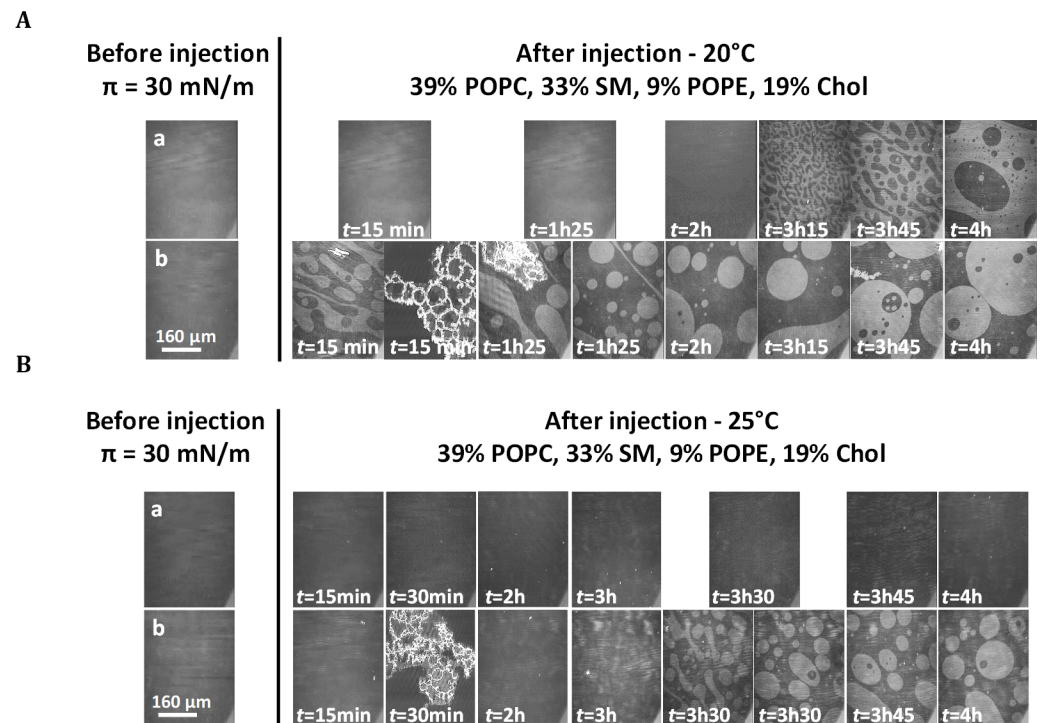 A
Before injection
π = 30 mN/m
After injection - 20°C
39% POPC, 33% SM, 9% POPE, 19% Chol
a
t=15 min
t=1h25
t=2h
t=3h15
t=3h45
t=4h
b
160 µm
t=15 min
t=15 min
t=1h25
t=1h25
t=2h
t=3h15
t=3h45
t=4h
B
Before injection
π = 30 mN/m
After injection - 25°C
39% POPC, 33% SM, 9% POPE, 19% Chol
a
t=15min
t=30min
t=2h
t=3h
t=3h30
t=3h45
t=4h
b
160 µm
t=15min
t=30min
t=2h
t=3h
t=3h30
t=3h30
t=3h45
t=4h